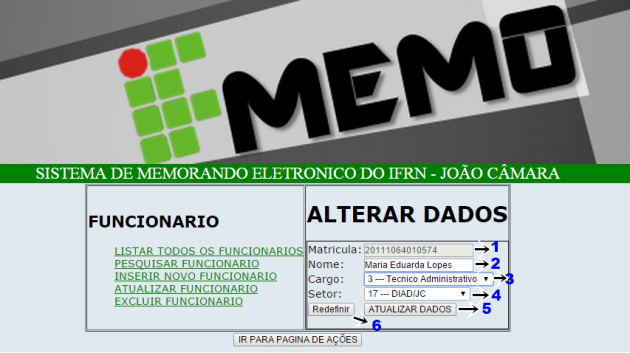 MEMO
SISTEMA DE MEMORANDO ELETRONICO DO IFRN - JOÃO CÂMARA
FUNCIONARIO
LISTAR TODOS OS FUNCIONARIOS
PESQUISAR FUNCIONARIO
INSERIR NOVO FUNCIONARIO
ATUALIZAR FUNCIONARIO
EXCLUIR FUNCIONARIO
ALTERAR DADOS
Matricula: 20111064010574 1
Nome: Maria Eduarda Lopes 2
Cargo: 3 --- Tecnico Administrativo 3
Setor: 17 --- DIAD/JC 4
Redefinir ATUALIZAR DADOS 5
6
IR PARA PAGINA DE AÇÕES